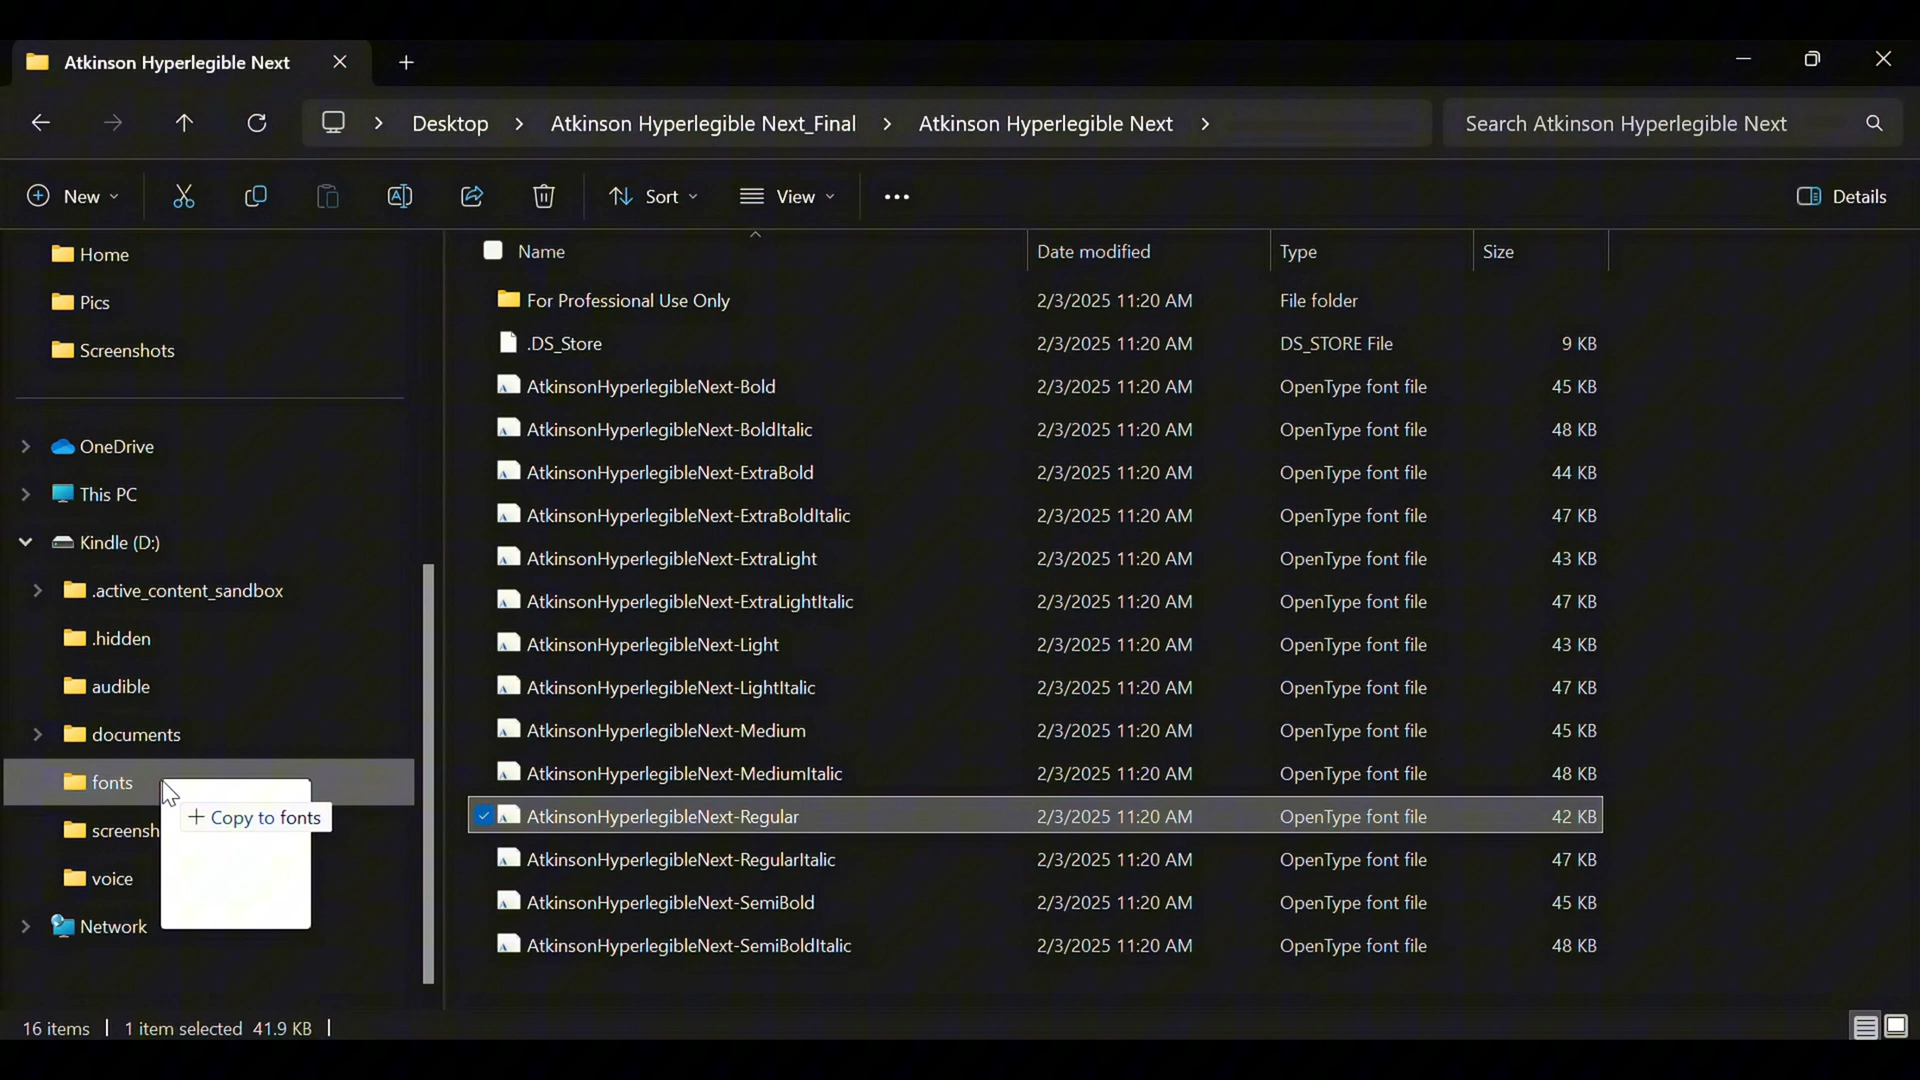 Atkinson Hyperlegible Next
Desktop > Atkinson Hyperlegible Next_Final > Atkinson Hyperlegible Next >
Search Atkinson Hyperlegible Next
New
Sort
View
Details
Home
Pics
Screenshots
OneDrive
This PC
Kindle (D:)
.active_content_sandbox
.hidden
audible
documents
fonts
+ Copy to fonts
screensh
voice
Network
Name Date modified Type Size
For Professional Use Only 2/3/2025 11:20 AM File folder
.DS_Store 2/3/2025 11:20 AM DS_STORE File 9 KB
AtkinsonHyperlegibleNext-Bold 2/3/2025 11:20 AM OpenType font file 45 KB
AtkinsonHyperlegibleNext-BoldItalic 2/3/2025 11:20 AM OpenType font file 48 KB
AtkinsonHyperlegibleNext-ExtraBold 2/3/2025 11:20 AM OpenType font file 44 KB
AtkinsonHyperlegibleNext-ExtraBoldItalic 2/3/2025 11:20 AM OpenType font file 47 KB
AtkinsonHyperlegibleNext-ExtraLight 2/3/2025 11:20 AM OpenType font file 43 KB
AtkinsonHyperlegibleNext-ExtraLightItalic 2/3/2025 11:20 AM OpenType font file 47 KB
AtkinsonHyperlegibleNext-Light 2/3/2025 11:20 AM OpenType font file 43 KB
AtkinsonHyperlegibleNext-LightItalic 2/3/2025 11:20 AM OpenType font file 47 KB
AtkinsonHyperlegibleNext-Medium 2/3/2025 11:20 AM OpenType font file 45 KB
AtkinsonHyperlegibleNext-MediumItalic 2/3/2025 11:20 AM OpenType font file 48 KB
AtkinsonHyperlegibleNext-Regular 2/3/2025 11:20 AM OpenType font file 42 KB
AtkinsonHyperlegibleNext-RegularItalic 2/3/2025 11:20 AM OpenType font file 47 KB
AtkinsonHyperlegibleNext-SemiBold 2/3/2025 11:20 AM OpenType font file 45 KB
AtkinsonHyperlegibleNext-SemiBoldItalic 2/3/2025 11:20 AM OpenType font file 48 KB
16 items | 1 item selected 41.9 KB |